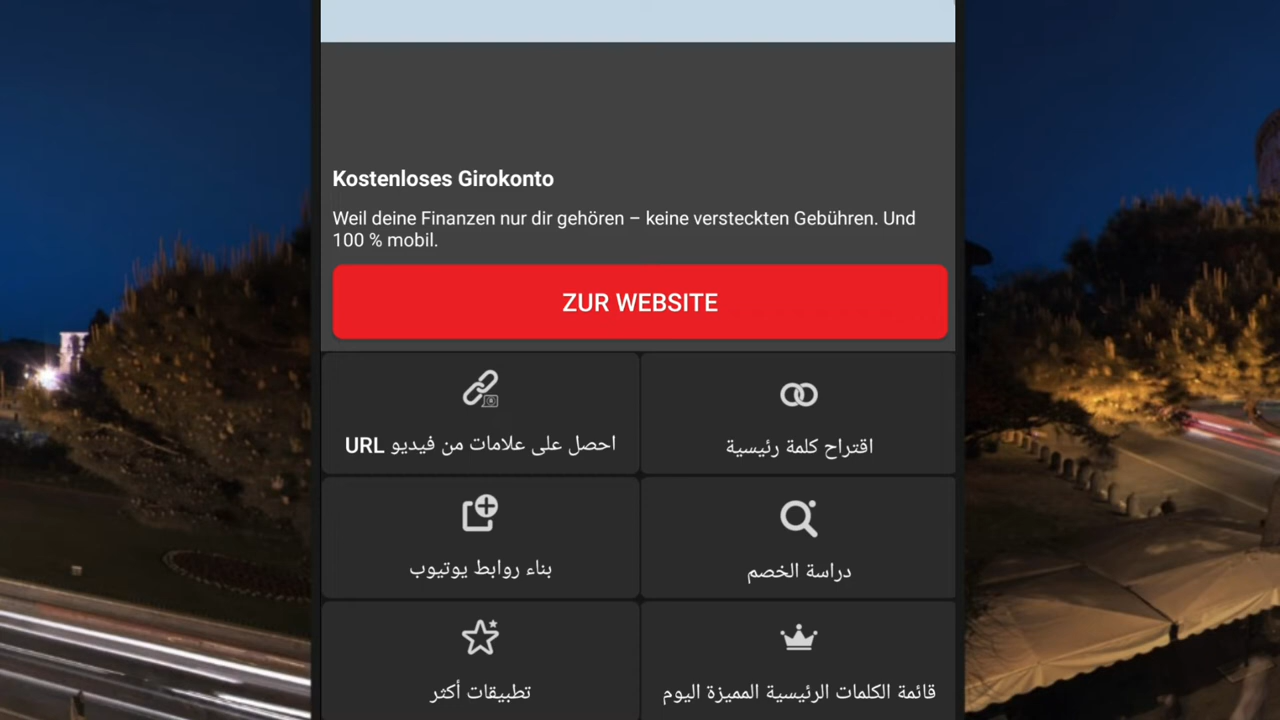 Kostenloses Girokonto
Weil deine Finanzen nur dir gehören – keine versteckten Gebühren. Und
100 % mobil.
ZUR WEBSITE
اقتراح كلمة رئيسية
احصل على علامات من فيديو URL
دراسة الخصم
بناء روابط يوتيوب
قائمة الكلمات الرئيسية المميزة اليوم
تطبيقات أكثر